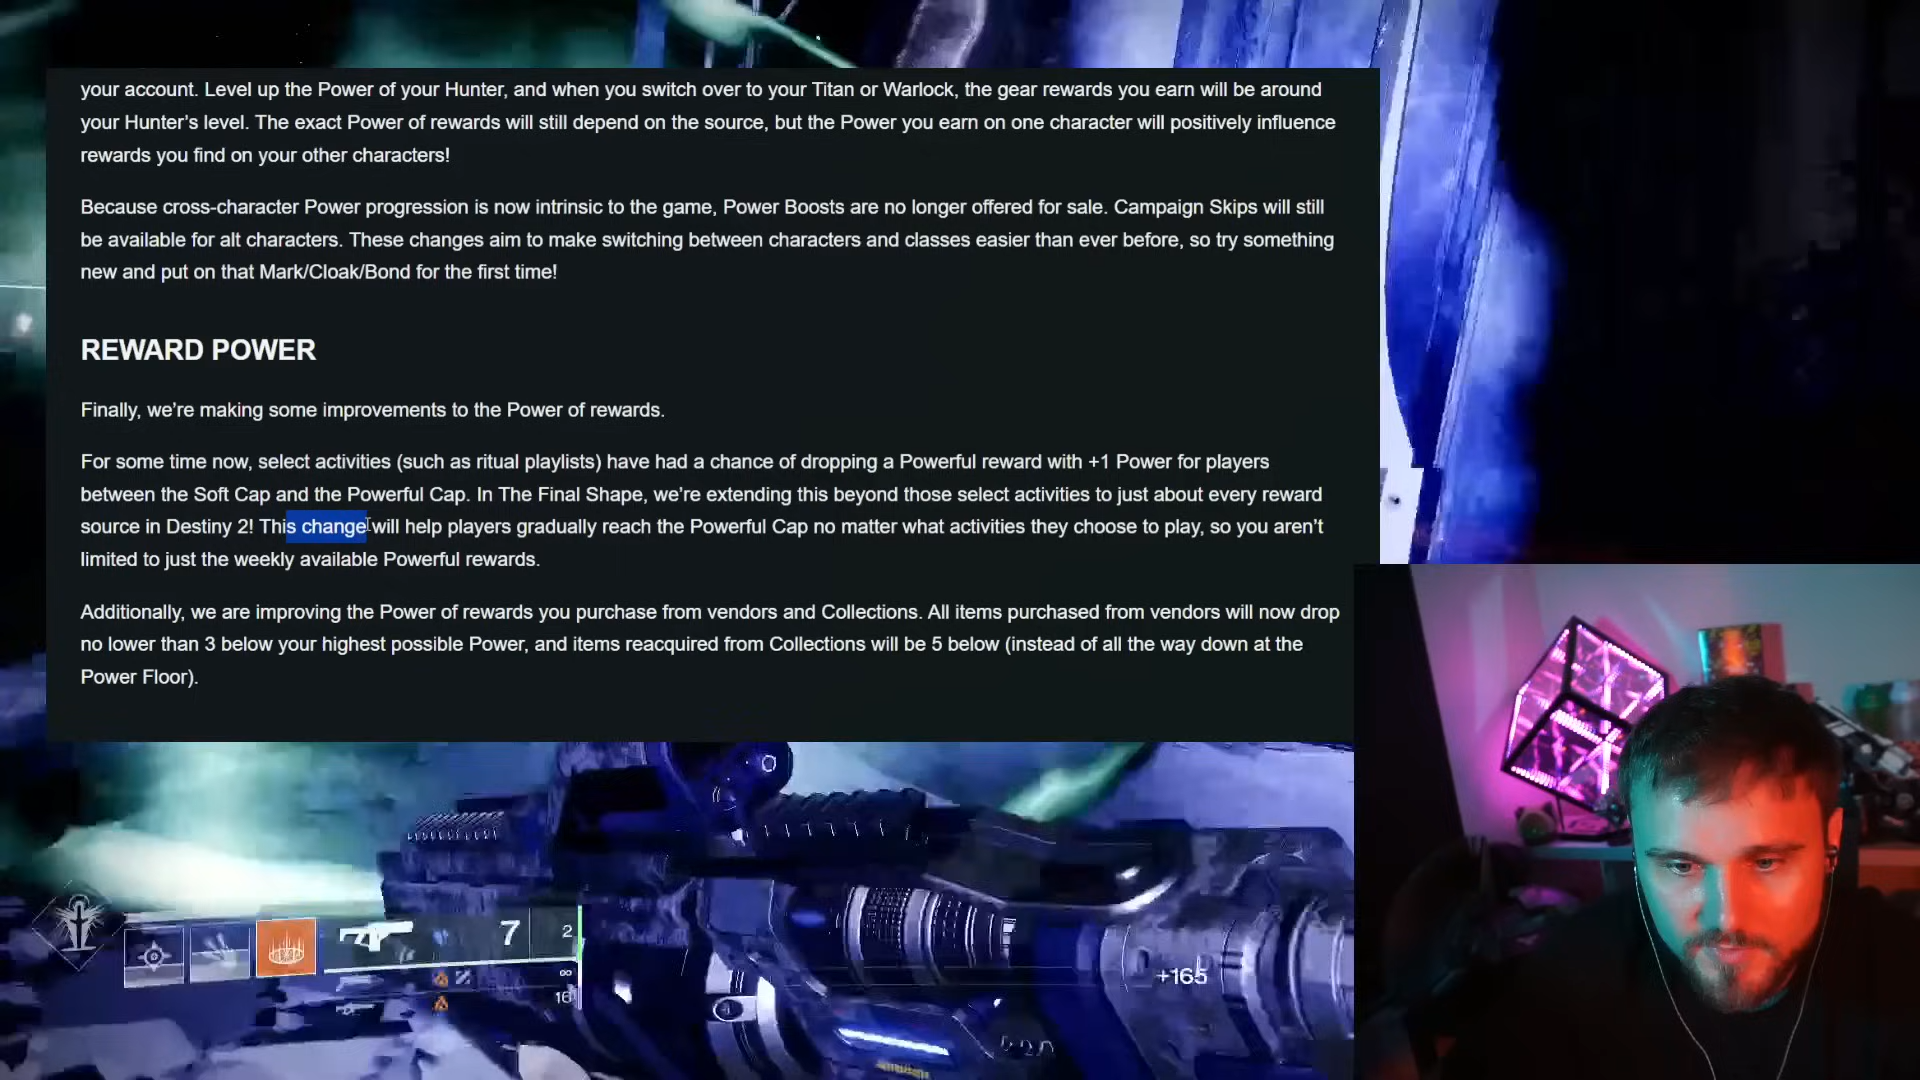 your account. Level up the Power of your Hunter, and when you switch over to your Titan or Warlock, the gear rewards you earn will be around
your Hunter’s level. The exact Power of rewards will still depend on the source, but the Power you earn on one character will positively influence
rewards you find on your other characters!
Because cross-character Power progression is now intrinsic to the game, Power Boosts are no longer offered for sale. Campaign Skips will still
be available for alt characters. These changes aim to make switching between characters and classes easier than ever before, so try something
new and put on that Mark/Cloak/Bond for the first time!
REWARD POWER
Finally, we’re making some improvements to the Power of rewards.
For some time now, select activities (such as ritual playlists) have had a chance of dropping a Powerful reward with +1 Power for players
between the Soft Cap and the Powerful Cap. In The Final Shape, we’re extending this beyond those select activities to just about every reward
source in Destiny 2! This change will help players gradually reach the Powerful Cap no matter what activities they choose to play, so you aren’t
limited to just the weekly available Powerful rewards.
Additionally, we are improving the Power of rewards you purchase from vendors and Collections. All items purchased from vendors will now drop
no lower than 3 below your highest possible Power, and items reacquired from Collections will be 5 below (instead of all the way down at the
Power Floor).
7 2
∞
16
+165